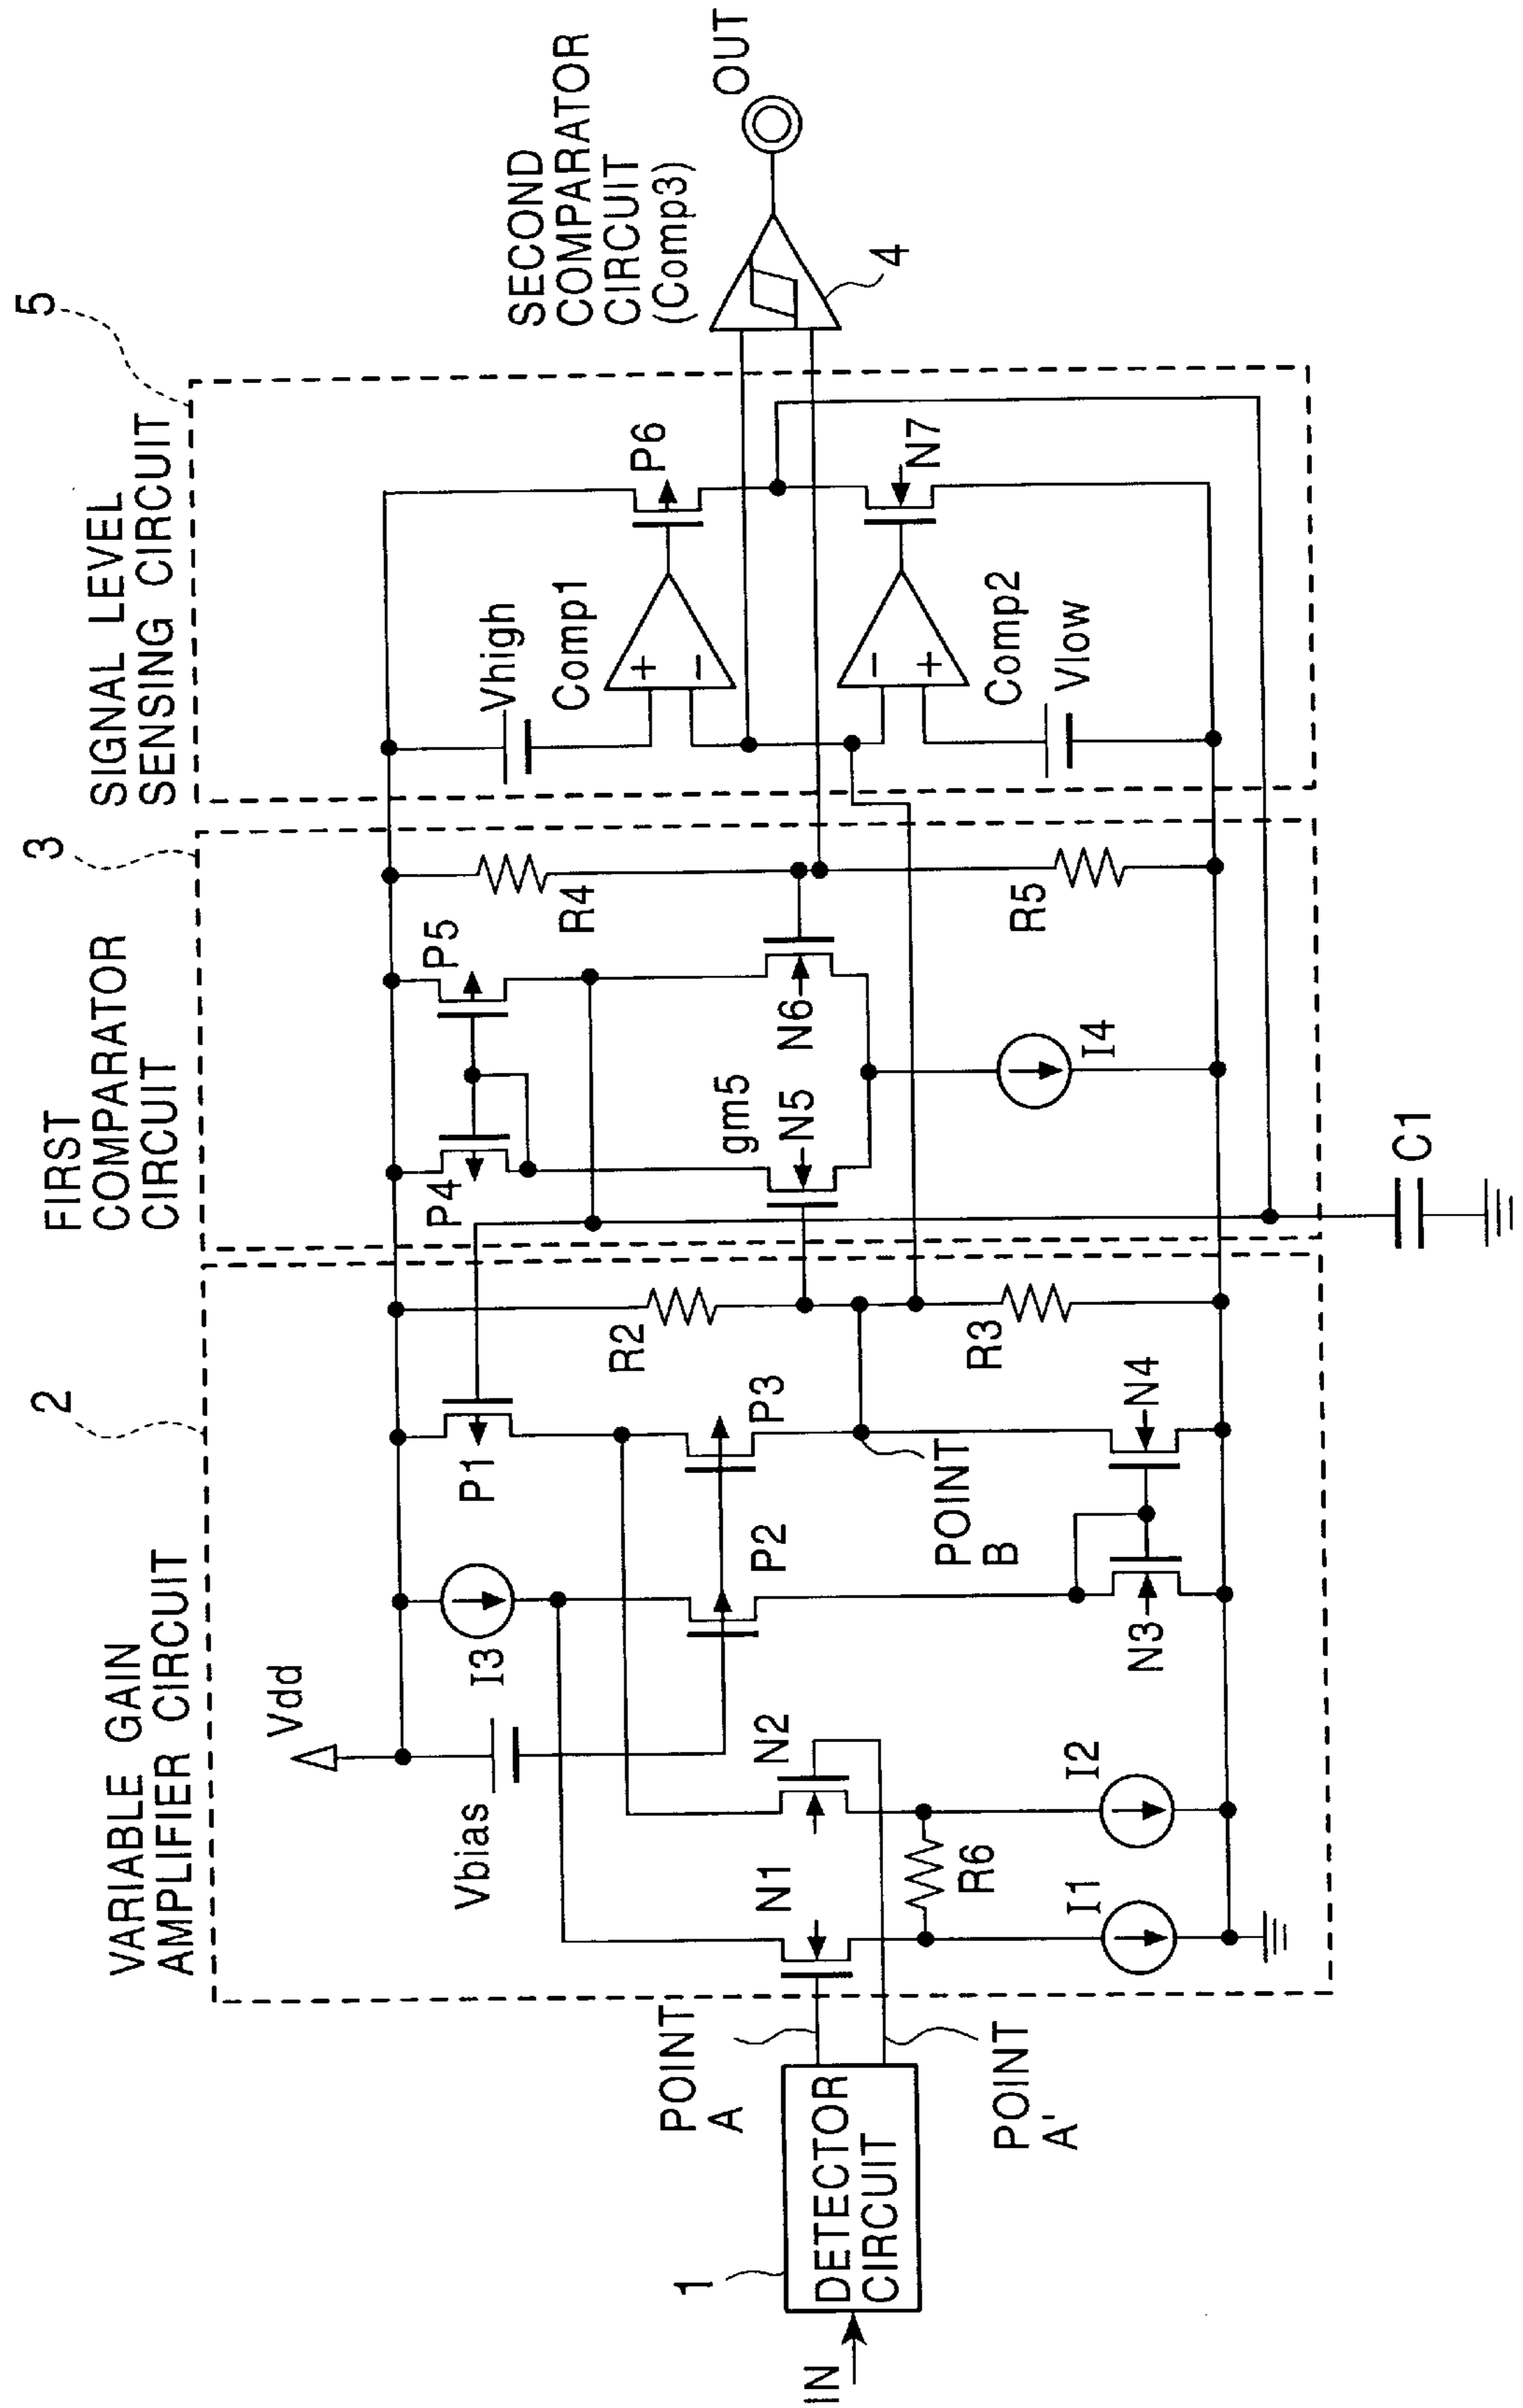 VARIABLE GAIN
AMPLIFIER CIRCUIT
2
FIRST
COMPARATOR
CIRCUIT
3
SIGNAL LEVEL
SENSING CIRCUIT
5
SECOND
COMPARATOR
CIRCUIT
(Comp3)
4
OUT
IN
1
DETECTOR
CIRCUIT
POINT
A
POINT
A'
Vdd
Vbias
I3
P1
P2
P3
N1
N2
R6
I1
I2
N3
N4
POINT
B
R2
R3
P4
P5
gm5
N5
N6
I4
R4
R5
C1
Vhigh
Comp1
P6
Comp2
Vlow
N7
+
−
−
+